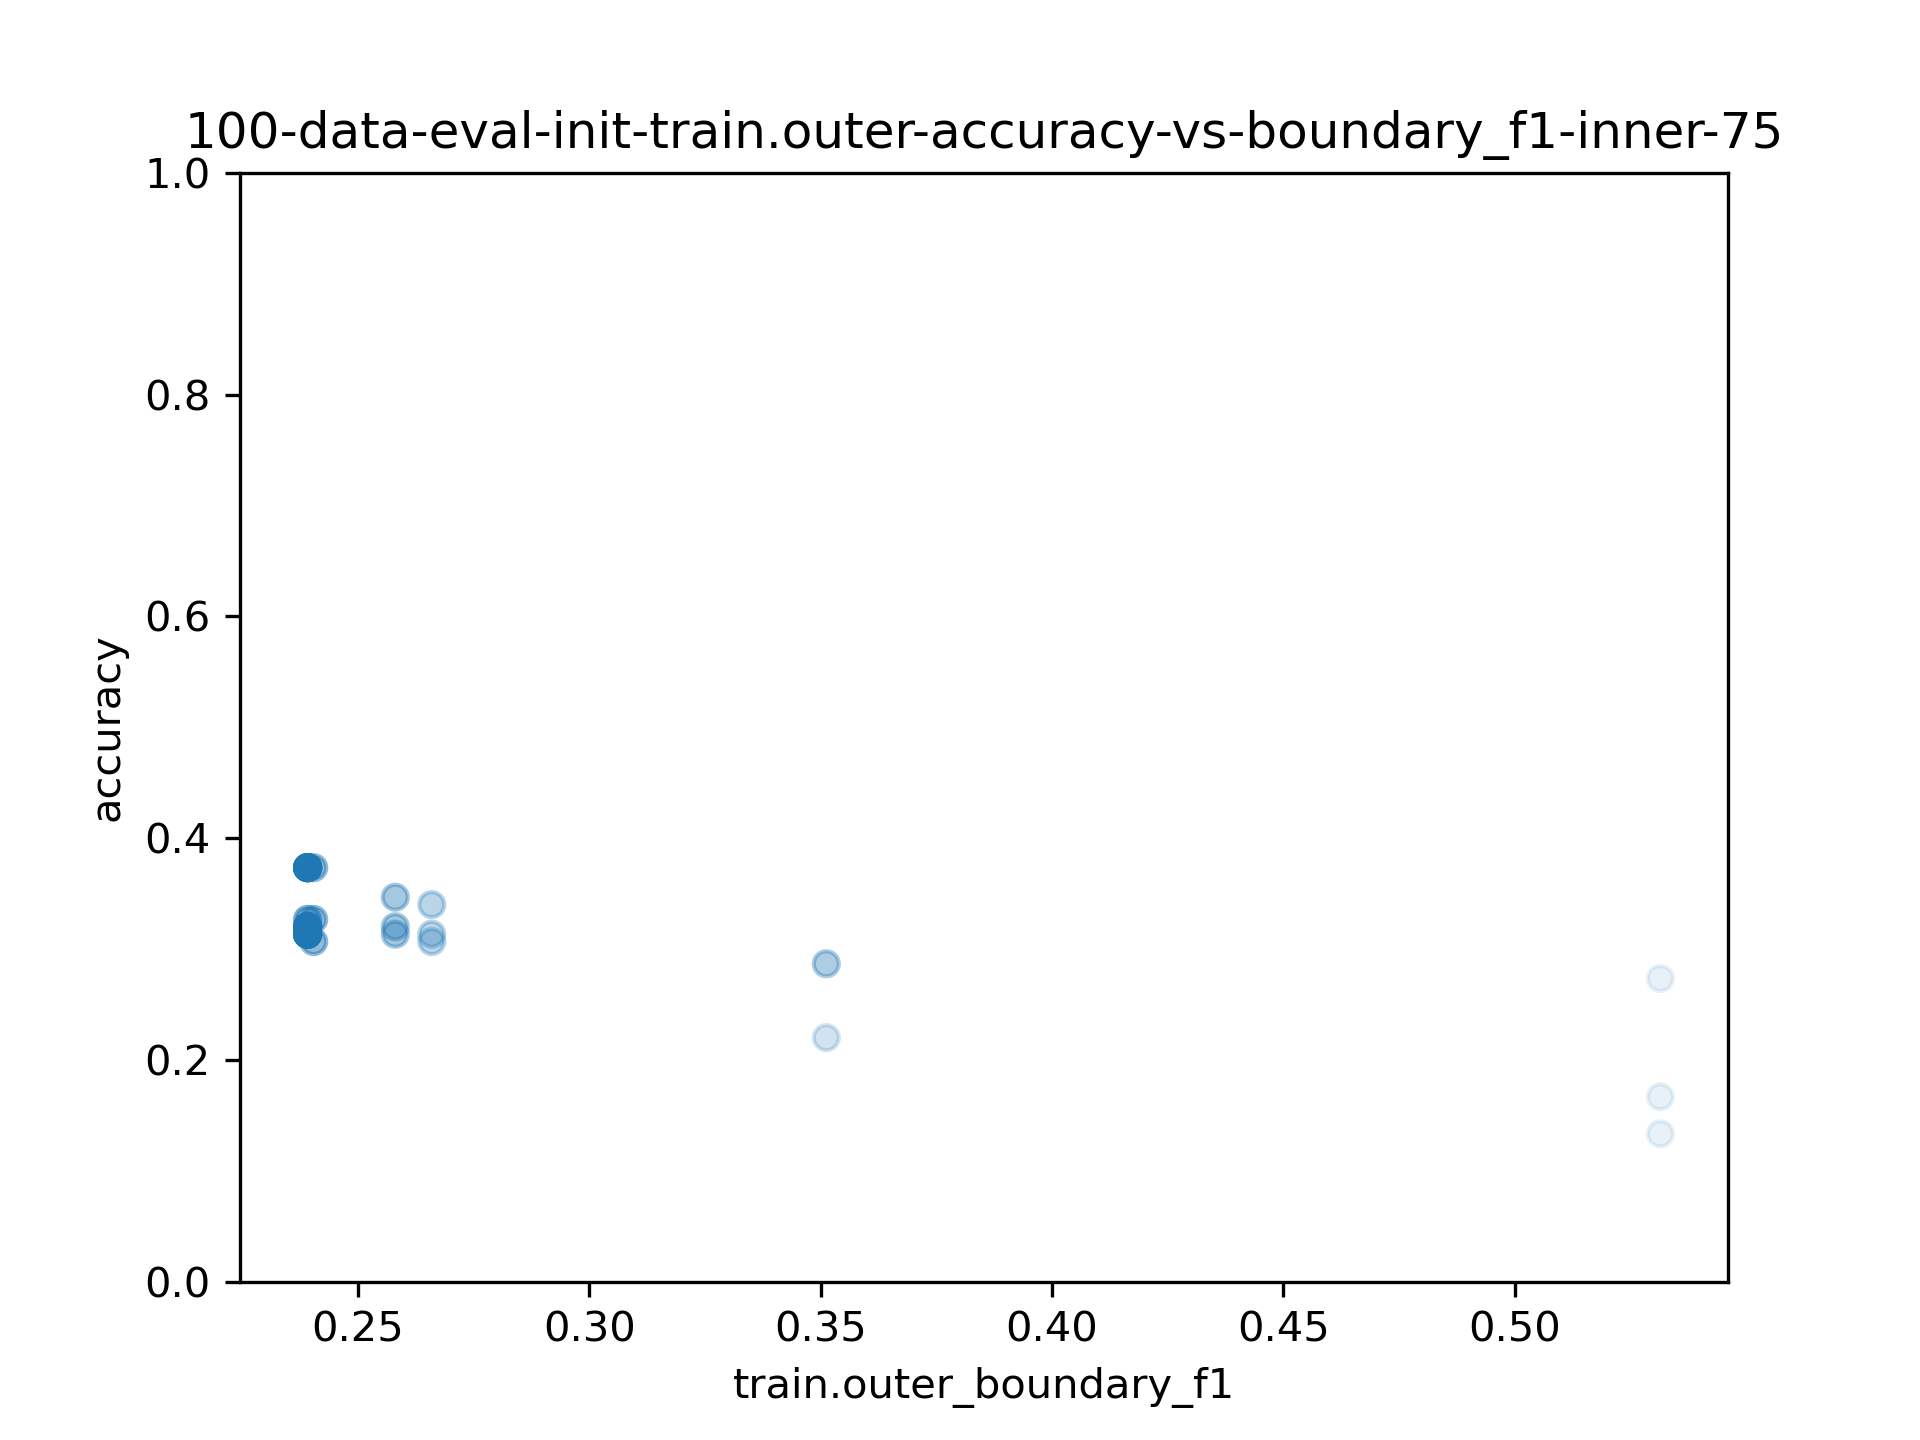 100-data-eval-init-train.outer-accuracy-vs-boundary_f1-inner-75
1.0
0.8
0.6
0.4
0.2
0.0
accuracy
0.25 0.30 0.35 0.40 0.45 0.50
train.outer_boundary_f1